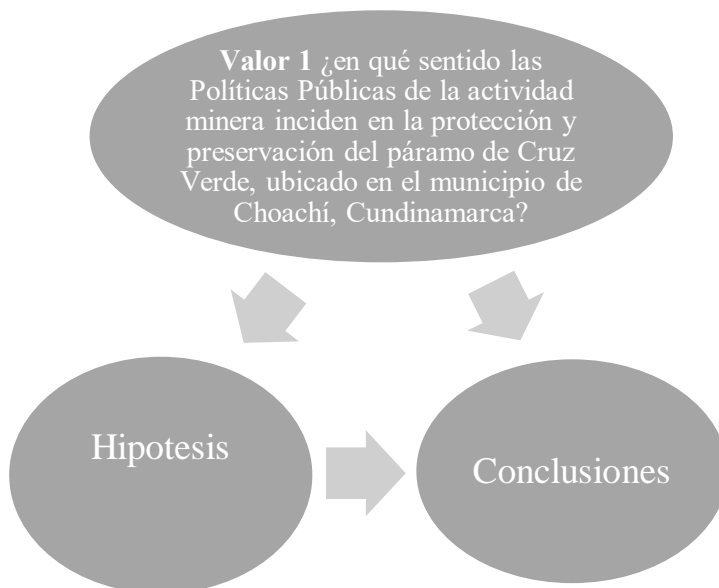 Valor 1 ¿en qué sentido las
Políticas Públicas de la actividad
minera inciden en la protección y
preservación del páramo de Cruz
Verde, ubicado en el municipio de
Choachí, Cundinamarca?
Hipotesis
Conclusiones